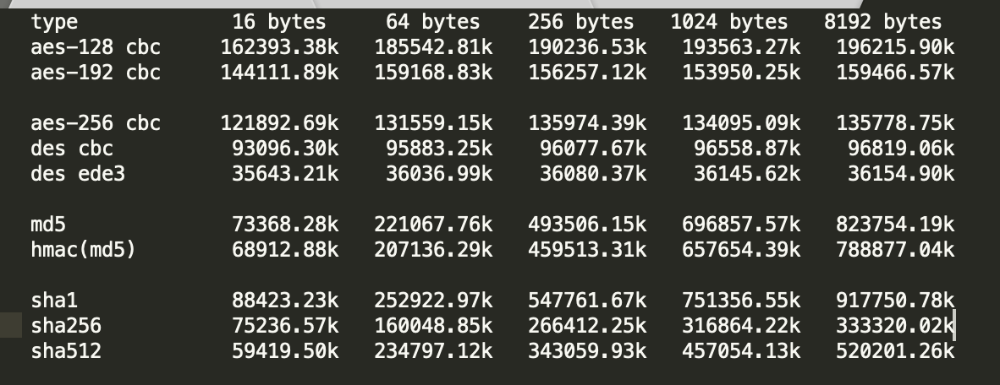 type 16 bytes 64 bytes 256 bytes 1024 bytes 8192 bytes
aes-128 cbc 162393.38k 185542.81k 190236.53k 193563.27k 196215.90k
aes-192 cbc 144111.89k 159168.83k 156257.12k 153950.25k 159466.57k
aes-256 cbc 121892.69k 131559.15k 135974.39k 134095.09k 135778.75k
des cbc 93096.30k 95883.25k 96077.67k 96558.87k 96819.06k
des ede3 35643.21k 36036.99k 36080.37k 36145.62k 36154.90k
md5 73368.28k 221067.76k 493506.15k 696857.57k 823754.19k
hmac(md5) 68912.88k 207136.29k 459513.31k 657654.39k 788877.04k
sha1 88423.23k 252922.97k 547761.67k 751356.55k 917750.78k
sha256 75236.57k 160048.85k 266412.25k 316864.22k 333320.02k
sha512 59419.50k 234797.12k 343059.93k 457054.13k 520201.26k